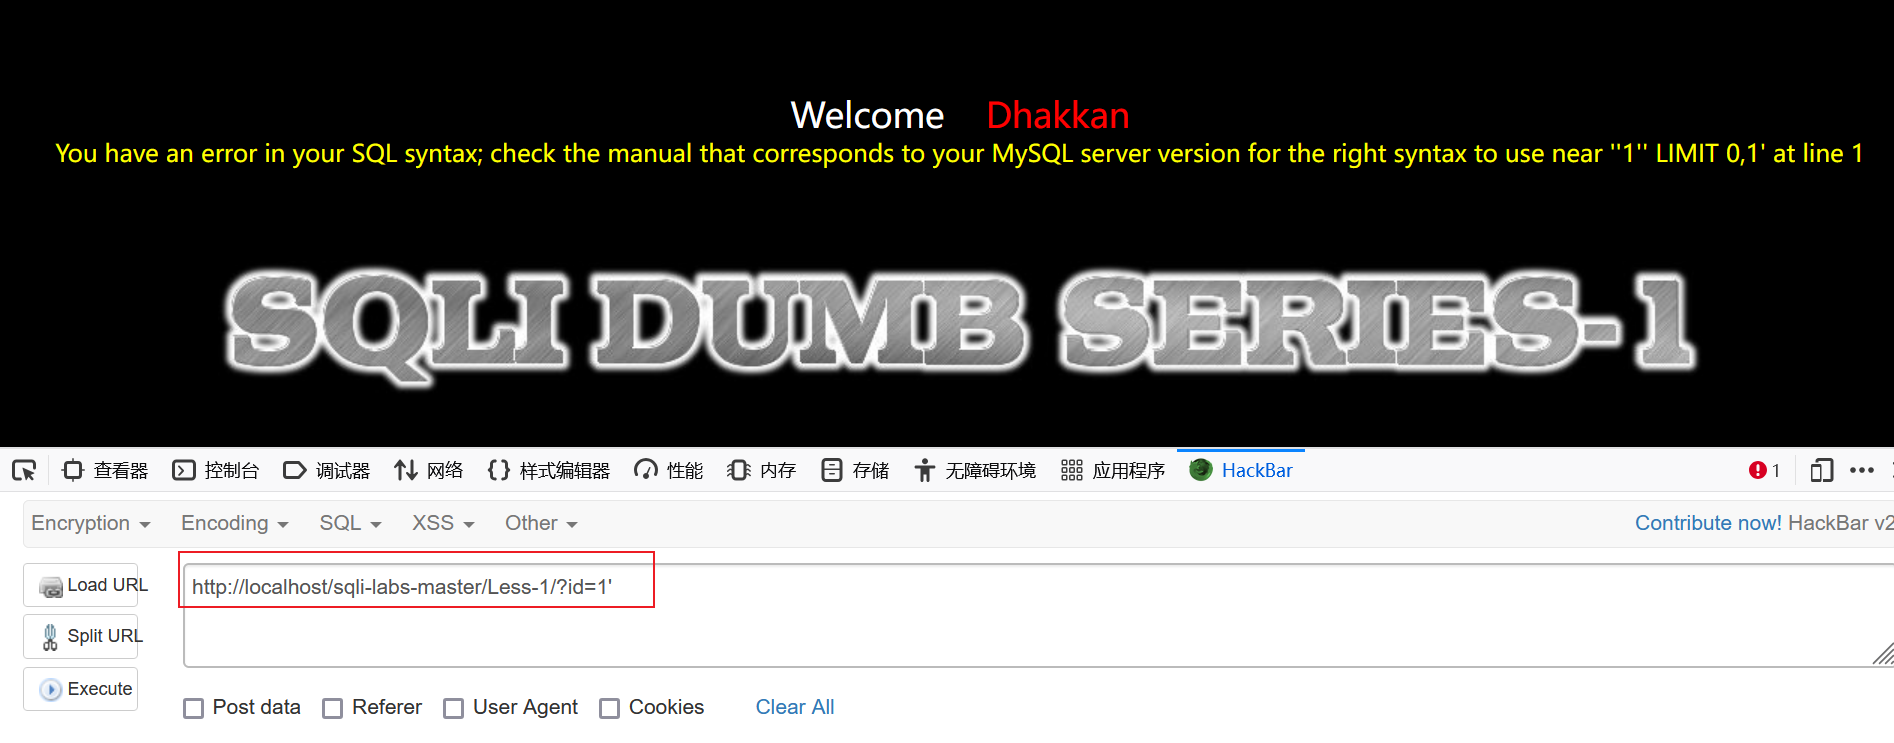 Welcome Dhakkan
You have an error in your SQL syntax; check the manual that corresponds to your MySQL server version for the right syntax to use near ''1'' LIMIT 0,1' at line 1
SQLI DUMB SERIES-1
查看器 控制台 调试器 网络 样式编辑器 性能 内存 存储 无障碍环境 应用程序 HackBar 1
Encryption Encoding SQL XSS Other Contribute now! HackBar v2
Load URL http://localhost/sqli-labs-master/Less-1/?id=1'
Split URL
Execute
Post data Referer User Agent Cookies Clear All